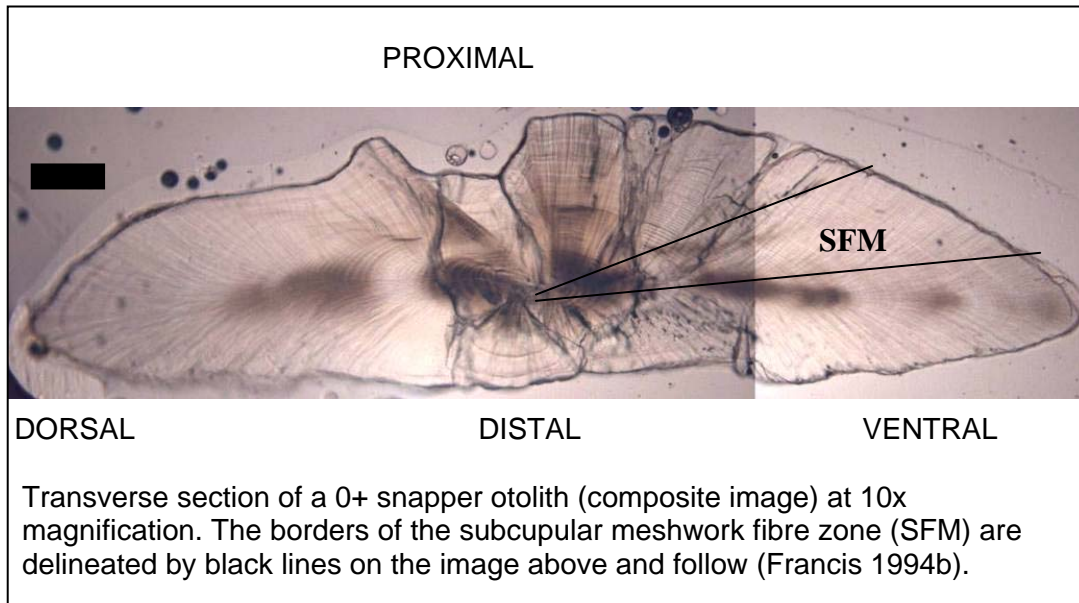 PROXIMAL
SFM
DORSAL DISTAL VENTRAL
Transverse section of a 0+ snapper otolith (composite image) at 10x
magnification. The borders of the subcupular meshwork fibre zone (SFM) are
delineated by black lines on the image above and follow (Francis 1994b).